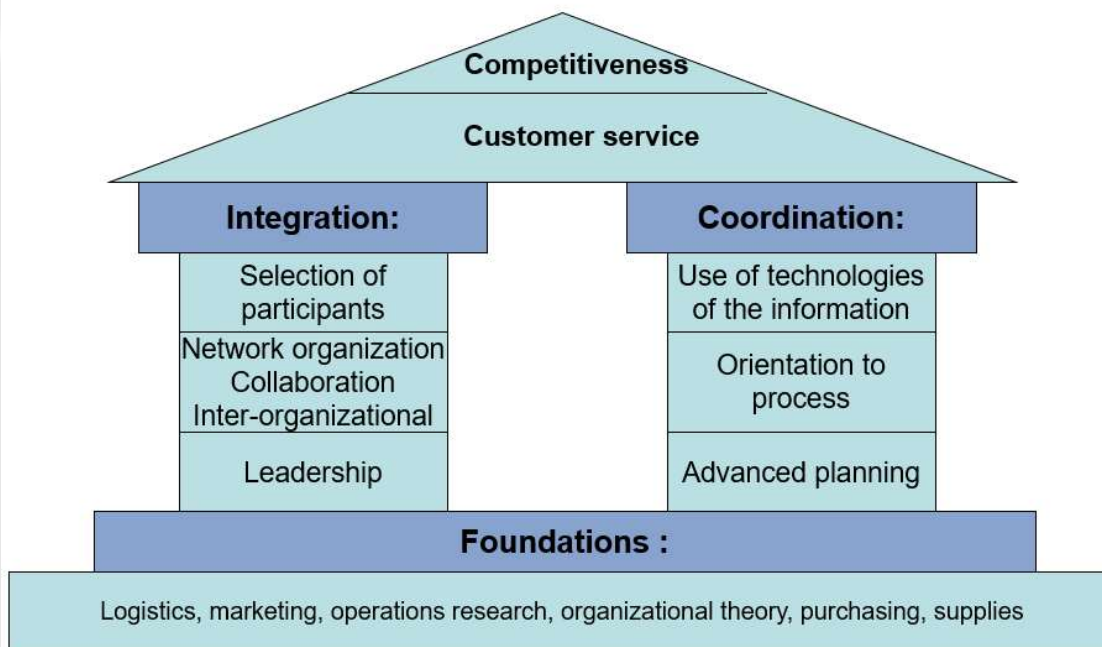 Competitiveness
Customer service
Integration:
Selection of
participants
Network organization
Collaboration
Inter-organizational
Leadership
Coordination:
Use of technologies
of the information
Orientation to
process
Advanced planning
Foundations :
Logistics, marketing, operations research, organizational theory, purchasing, supplies